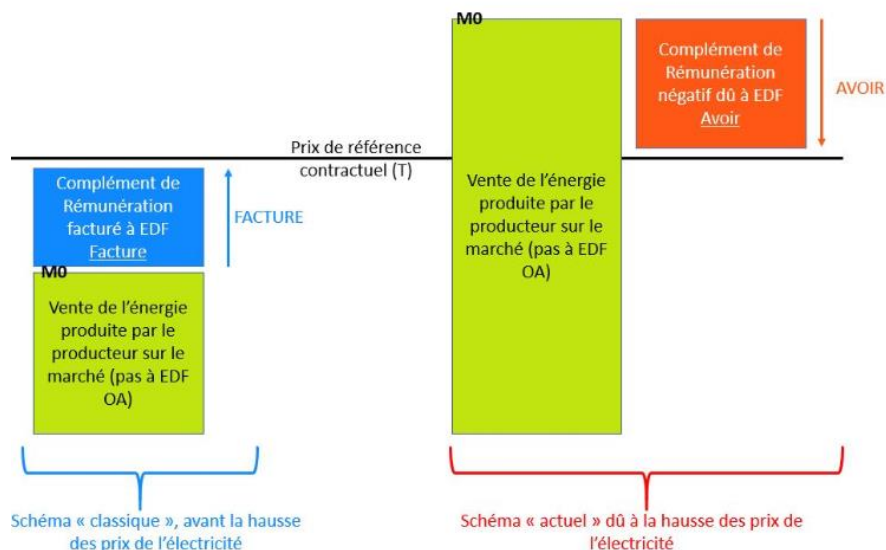 M0
Complément de
Rémunération
négatif dû à EDF
Avoir
AVOIR
Prix de référence
contractuel (T)
Complément de
Rémunération
facturé à EDF
Facture
FACTURE
Vente de l’énergie
produite par le
producteur sur le
marché (pas à EDF
OA)
M0
Vente de l’énergie
produite par le
producteur sur le
marché (pas à EDF
OA)
Schéma « classique », avant la hausse
des prix de l’électricité
Schéma « actuel » dû à la hausse des prix de
l’électricité